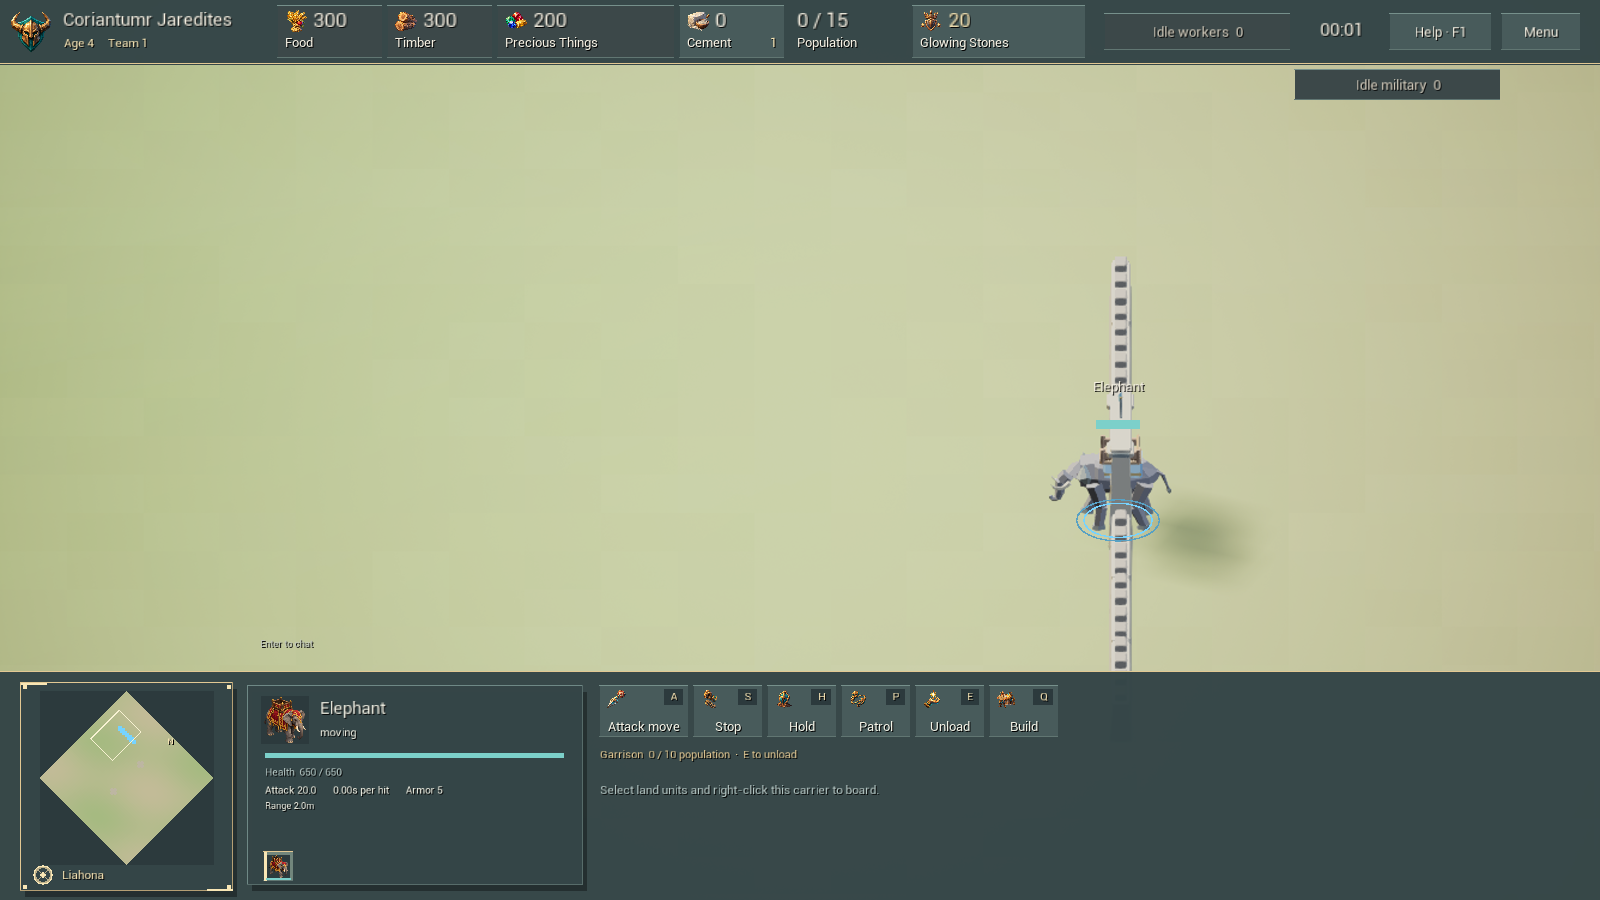 Coriantumr Jaredites
Age 4 Team 1
300
Food
300
Timber
200
Precious Things
0
Cement 1
0 / 15
Population
20
Glowing Stones
Idle workers 0
00:01
Help · F1
Menu
Idle military 0
Elephant
Enter to chat
N
Liahona
Elephant
moving
Health 650 / 650
Attack 20.0 0.00s per hit Armor 5
Range 2.0m
A
Attack move
S
Stop
H
Hold
P
Patrol
E
Unload
Q
Build
Garrison 0 / 10 population · E to unload
Select land units and right-click this carrier to board.